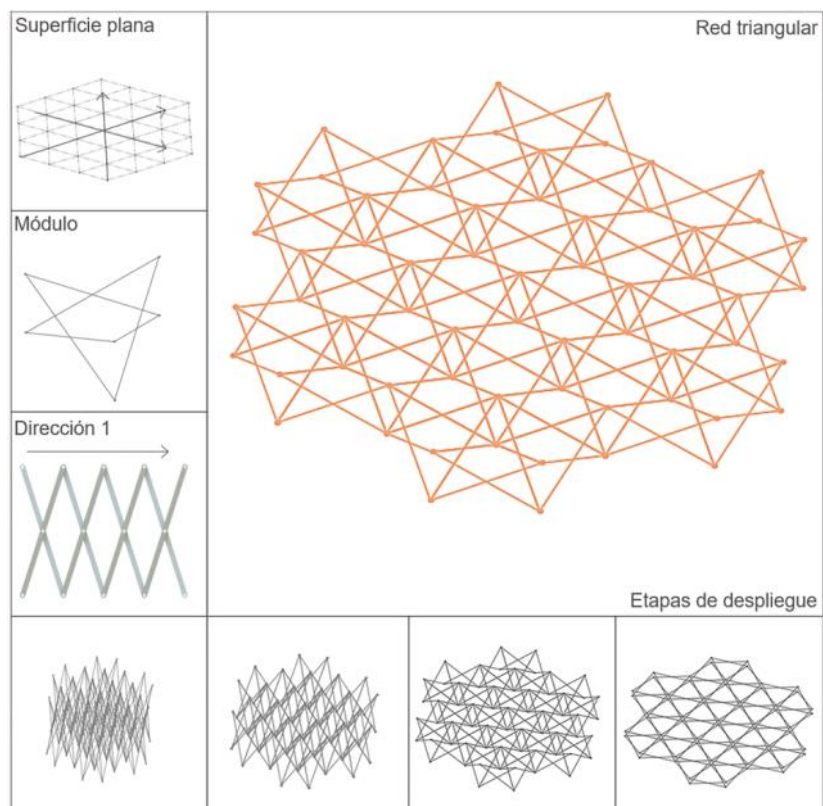 Superficie plana
Red triangular
Módulo
Dirección 1
Etapas de despliegue